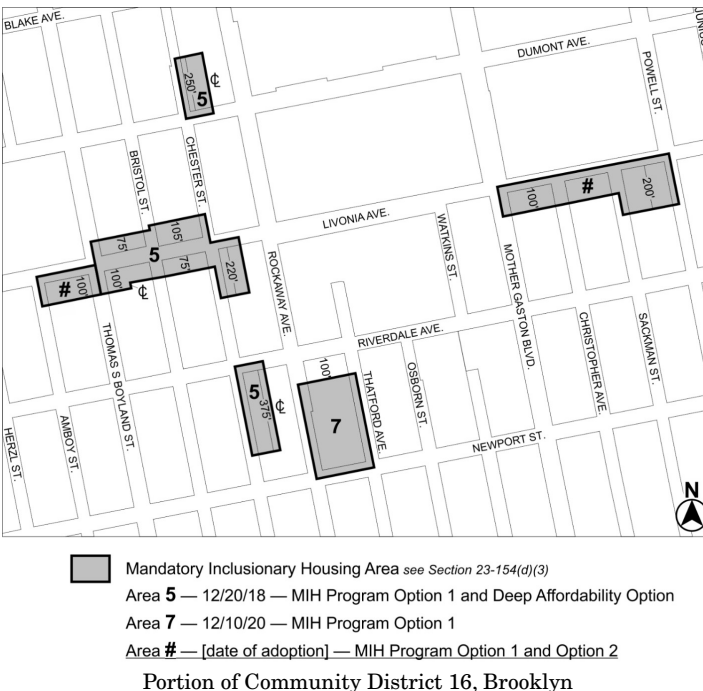 BLAKE AVE.
DUMONT AVE.
JUNIUS
POWELL ST.
250'
5
℄
CHESTER ST.
BRISTOL ST.
100'
#
200'
LIVONIA AVE.
105'
75'
5
75'
100'
℄
220'
#
100'
WATKINS ST.
MOTHER GASTON BLVD.
ROCKAWAY AVE.
CHRISTOPHER AVE.
SACKMAN ST.
THOMAS S BOYLAND ST.
RIVERDALE AVE.
100'
5
375'
℄
7
THATFORD AVE.
OSBORN ST.
NEWPORT ST.
AMBOY ST.
HERZL ST.
N
Mandatory Inclusionary Housing Area see Section 23-154(d)(3)
Area 5 — 12/20/18 — MIH Program Option 1 and Deep Affordability Option
Area 7 — 12/10/20 — MIH Program Option 1
Area # — [date of adoption] — MIH Program Option 1 and Option 2
Portion of Community District 16, Brooklyn